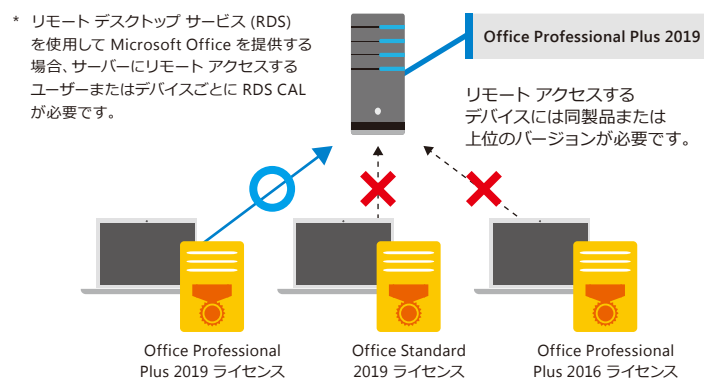 * リモート デスクトップ サービス (RDS)
を使用して Microsoft Office を提供する
場合、サーバーにリモート アクセスする
ユーザーまたはデバイスごとに RDS CAL
が必要です。
Office Professional Plus 2019
リモート アクセスする
デバイスには同製品または
上位のバージョンが必要です。
Office Professional
Plus 2019 ライセンス
Office Standard
2019 ライセンス
Office Professional
Plus 2016 ライセンス